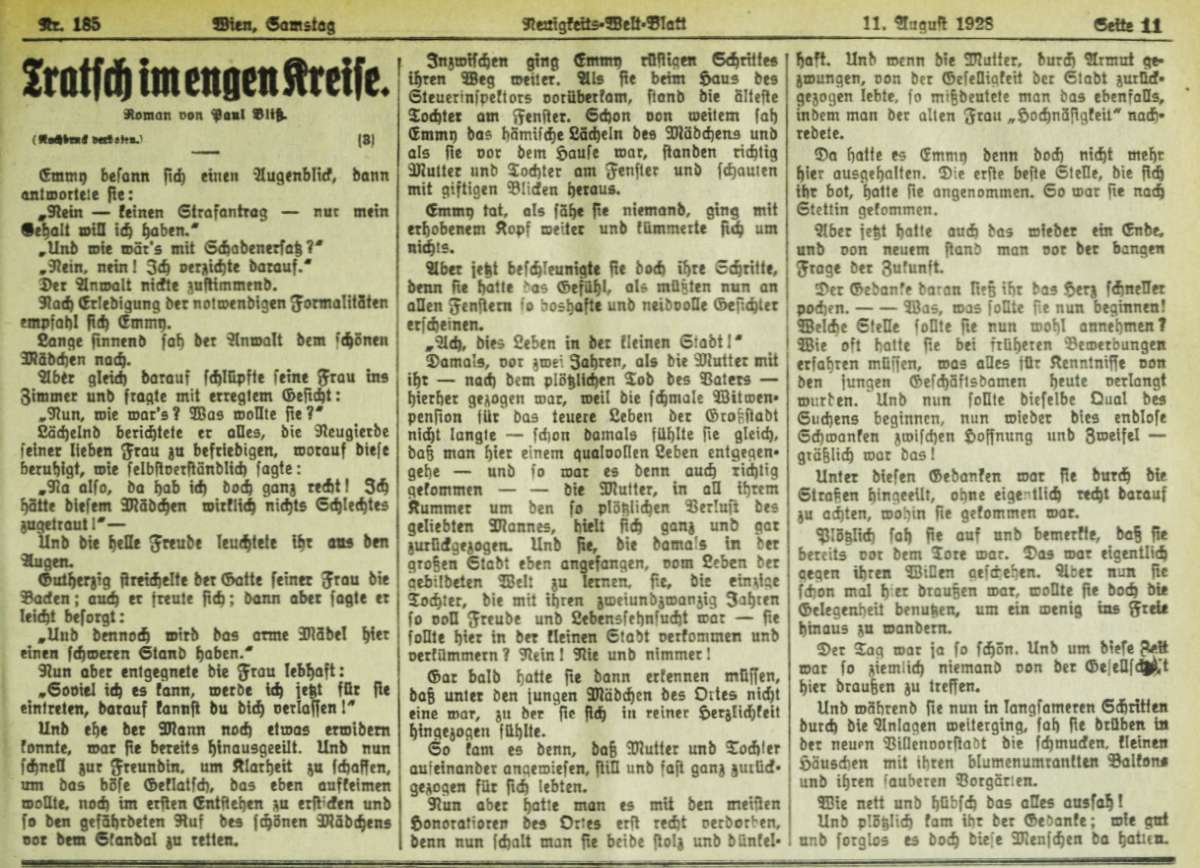 Nr. 185 Wien, Samstag Neuigkeits-Welt-Blatt 11. August 1928 Seite 11
Tratsch im engen Kreise.
Roman von Paul Bliß.
(Nachdruck verboten.) (3)
Emmy besann sich einen Augenblick, dann
antwortete sie:
„Nein — keinen Strafantrag — nur mein
Gehalt will ich haben.“
„Und wie wär's mit Schadenersatz?“
„Nein, nein! Ich verzichte darauf.“
Der Anwalt nickte zustimmend.
Nach Erledigung der notwendigen Formalitäten
empfahl sich Emmy.
Lange sinnend sah der Anwalt dem schönen
Mädchen nach.
Aber gleich darauf schlüpfte seine Frau ins
Zimmer und fragte mit erregtem Gesicht:
„Nun, wie war's? Was wollte sie?“
Lächelnd berichtete er alles, die Neugierde
seiner lieben Frau zu befriedigen, worauf diese
beruhigt, wie selbstverständlich sagte:
„Na also, da hab ich doch ganz recht! Ich
hätte diesem Mädchen wirklich nichts Schlechtes
zugetraut!“ —
Und die helle Freude leuchtete ihr aus den
Augen.
Gutherzig streichelte der Gatte seiner Frau die
Backen; auch er freute sich; dann aber sagte er
leicht besorgt:
„Und dennoch wird das arme Mädel hier
einen schweren Stand haben.“
Nun aber entgegnete die Frau lebhaft:
„Soviel ich es kann, werde ich jetzt für sie
eintreten, darauf kannst du dich verlassen!“
Und ehe der Mann noch etwas erwidern
konnte, war sie bereits hinausgeeilt. Und nun
schnell zur Freundin, um Klarheit zu schaffen,
um das böse Geklatsch, das eben aufkeimen
wollte, noch im ersten Entstehen zu ersticken und
so den gefährdeten Ruf des schönen Mädchens
vor dem Skandal zu retten.
Inzwischen ging Emmy rüstigen Schrittes
ihren Weg weiter. Als sie beim Haus des
Steuerinspektors vorüberkam, stand die älteste
Tochter am Fenster. Schon von weitem sah
Emmy das hämische Lächeln des Mädchens und
als sie vor dem Hause war, standen richtig
Mutter und Tochter am Fenster und schauten
mit giftigen Blicken heraus.
Emmy tat, als sähe sie niemand, ging mit
erhobenem Kopf weiter und kümmerte sich um
nichts.
Aber jetzt beschleunigte sie doch ihre Schritte,
denn sie hatte das Gefühl, als müßten nun an
allen Fenstern so boshafte und neidvolle Gesichter
erscheinen.
„Ach, dies Leben in der kleinen Stadt!“
Damals, vor zwei Jahren, als die Mutter mit
ihr — nach dem plötzlichen Tod des Vaters —
hierher gezogen war, weil die schmale Witwen-
pension für das teuere Leben der Großstadt
nicht langte — schon damals fühlte sie gleich,
daß man hier einem qualvollen Leben entgegen-
gehe — und so war es denn auch richtig
gekommen — — die Mutter, in all ihrem
Kummer um den so plötzlichen Verlust des
geliebten Mannes, hielt sich ganz und gar
zurückgezogen. Und sie, die damals in der
großen Stadt eben angefangen, vom Leben der
gebildeten Welt zu lernen, sie, die einzige
Tochter, die mit ihren zweiundzwanzig Jahren
so voll Freude und Lebenssehnsucht war — sie
sollte hier in der kleinen Stadt verkommen und
verkümmern? Nein! Nie und nimmer!
Gar bald hatte sie dann erkennen müssen,
daß unter den jungen Mädchen des Ortes nicht
eine war, zu der sie sich in reiner Herzlichkeit
hingezogen fühlte.
So kam es denn, daß Mutter und Tochter
aufeinander angewiesen, still und fast ganz zurück-
gezogen für sich lebten.
Nun aber hatte man es mit den meisten
Honoratioren des Ortes erst recht verdorben,
denn nun schalt man sie beide stolz und dünkel-
haft. Und wenn die Mutter, durch Armut ge-
zwungen, von der Geselligkeit der Stadt zurück-
gezogen lebte, so mißdeutete man das ebenfalls,
indem man der alten Frau „Hochnäsigkeit“ nach-
redete.
Da hatte es Emmy denn doch nicht mehr
hier ausgehalten. Die erste beste Stelle, die sich
ihr bot, hatte sie angenommen. So war sie nach
Stettin gekommen.
Aber jetzt hatte auch das wieder ein Ende,
und von neuem stand man vor der bangen
Frage der Zukunft.
Der Gedanke daran ließ ihr das Herz schneller
pochen. — — Was, was sollte sie nun beginnen!
Welche Stelle sollte sie nun wohl annehmen?
Wie oft hatte sie bei früheren Bewerbungen
erfahren müssen, was alles für Kenntnisse von
den jungen Geschäftsdamen heute verlangt
wurden. Und nun sollte dieselbe Qual des
Suchens beginnen, nun wieder dies endlose
Schwanken zwischen Hoffnung und Zweifel —
gräßlich war das!
Unter diesen Gedanken war sie durch die
Straßen hingeeilt, ohne eigentlich recht darauf
zu achten, wohin sie gekommen war.
Plötzlich sah sie auf und bemerkte, daß sie
bereits vor dem Tore war. Das war eigentlich
gegen ihren Willen geschehen. Aber nun sie
schon mal hier draußen war, wollte sie doch die
Gelegenheit benutzen, um ein wenig ins Freie
hinaus zu wandern.
Der Tag war ja so schön. Und um diese Zeit
war so ziemlich niemand von der Gesellschaft
hier draußen zu treffen.
Und während sie nun in langsameren Schritten
durch die Anlagen weiterging, sah sie drüben in
der neuen Villenvorstadt die schmucken, kleinen
Häuschen mit ihren blumenumrankten Balkons
und ihren sauberen Vorgärten.
Wie nett und hübsch das alles aussah!
Und plötzlich kam ihr der Gedanke; wie gut
und sorglos es doch diese Menschen da hatten.